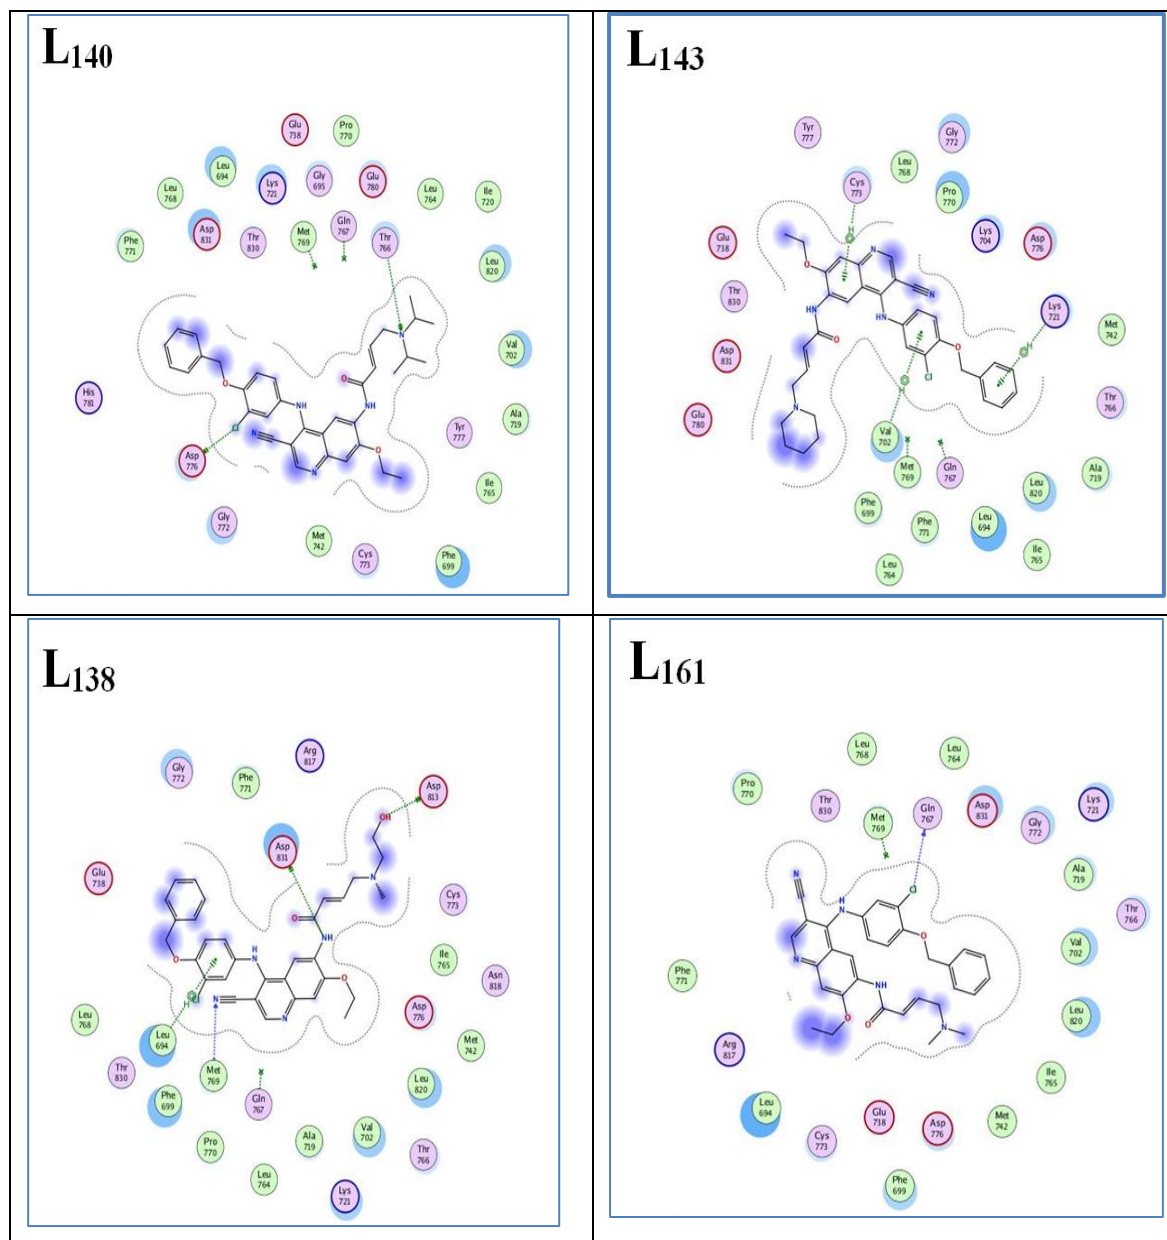 L140
Glu 738
Pro 770
Leu 694
Lys 721
Gly 695
Glu 780
Leu 768
Leu 764
Ile 720
Phe 771
Asp 831
Thr 830
Met 769
Gln 767
Thr 766
Leu 820
Val 702
His 781
O
N
O
NH
NH
Cl
N
O
N
Ala 719
Tyr 777
Asp 776
Ile 765
Gly 772
Met 742
Cys 773
Phe 699
L143
Tyr 777
Gly 772
Leu 768
Cys 773
Pro 770
Lys 704
Glu 738
Asp 776
H
N
O
N
Thr 830
HN
HN
O
O
H
Cl
H
N
Lys 721
Met 742
Asp 831
Thr 766
Glu 780
Val 702
Met 769
Gln 767
Ala 719
Leu 820
Phe 699
Phe 771
Leu 694
Ile 765
Leu 764
L138
Arg 817
Gly 772
Phe 771
Asp 813
OH
Asp 831
Glu 738
N
O
Cys 773
NH
H
N
O
O
H
Cl
N
N
Ile 765
Asn 818
Asp 776
Leu 768
Leu 694
Met 742
Thr 830
Met 769
Leu 820
Phe 699
Gln 767
Pro 770
Ala 719
Val 702
Thr 766
Leu 764
Lys 721
L161
Leu 768
Leu 764
Pro 770
Thr 830
Met 769
Gln 767
Asp 831
Gly 772
Lys 721
Ala 719
N
Cl
H
N
O
N
NH
O
O
N
Thr 766
Val 702
Phe 771
Leu 820
Arg 817
Ile 765
Leu 694
Glu 738
Asp 776
Met 742
Cys 773
Phe 699